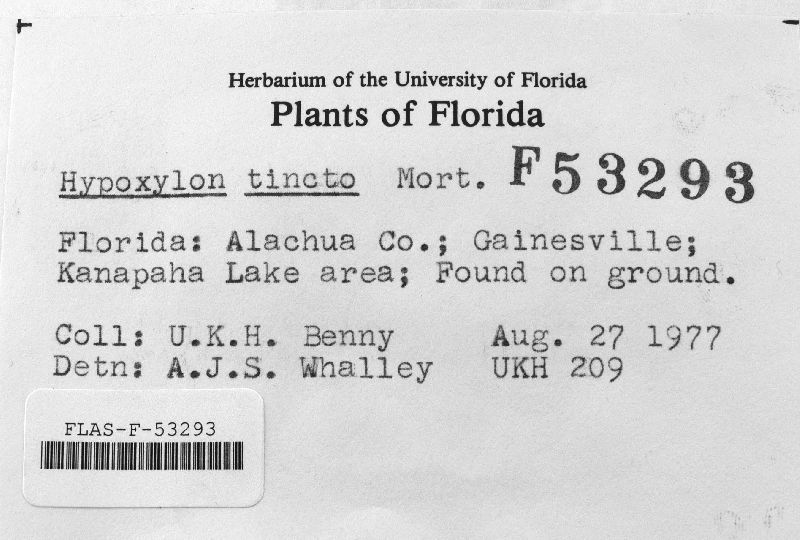 Herbarium of the University of Florida
Plants of Florida
Hypoxylon tincto Mort. F53293
Florida: Alachua Co.; Gainesville;
Kanapaha Lake area; Found on ground.
Coll: U.K.H. Benny Aug. 27 1977
Detn: A.J.S. Whalley UKH 209
FLAS-F-53293